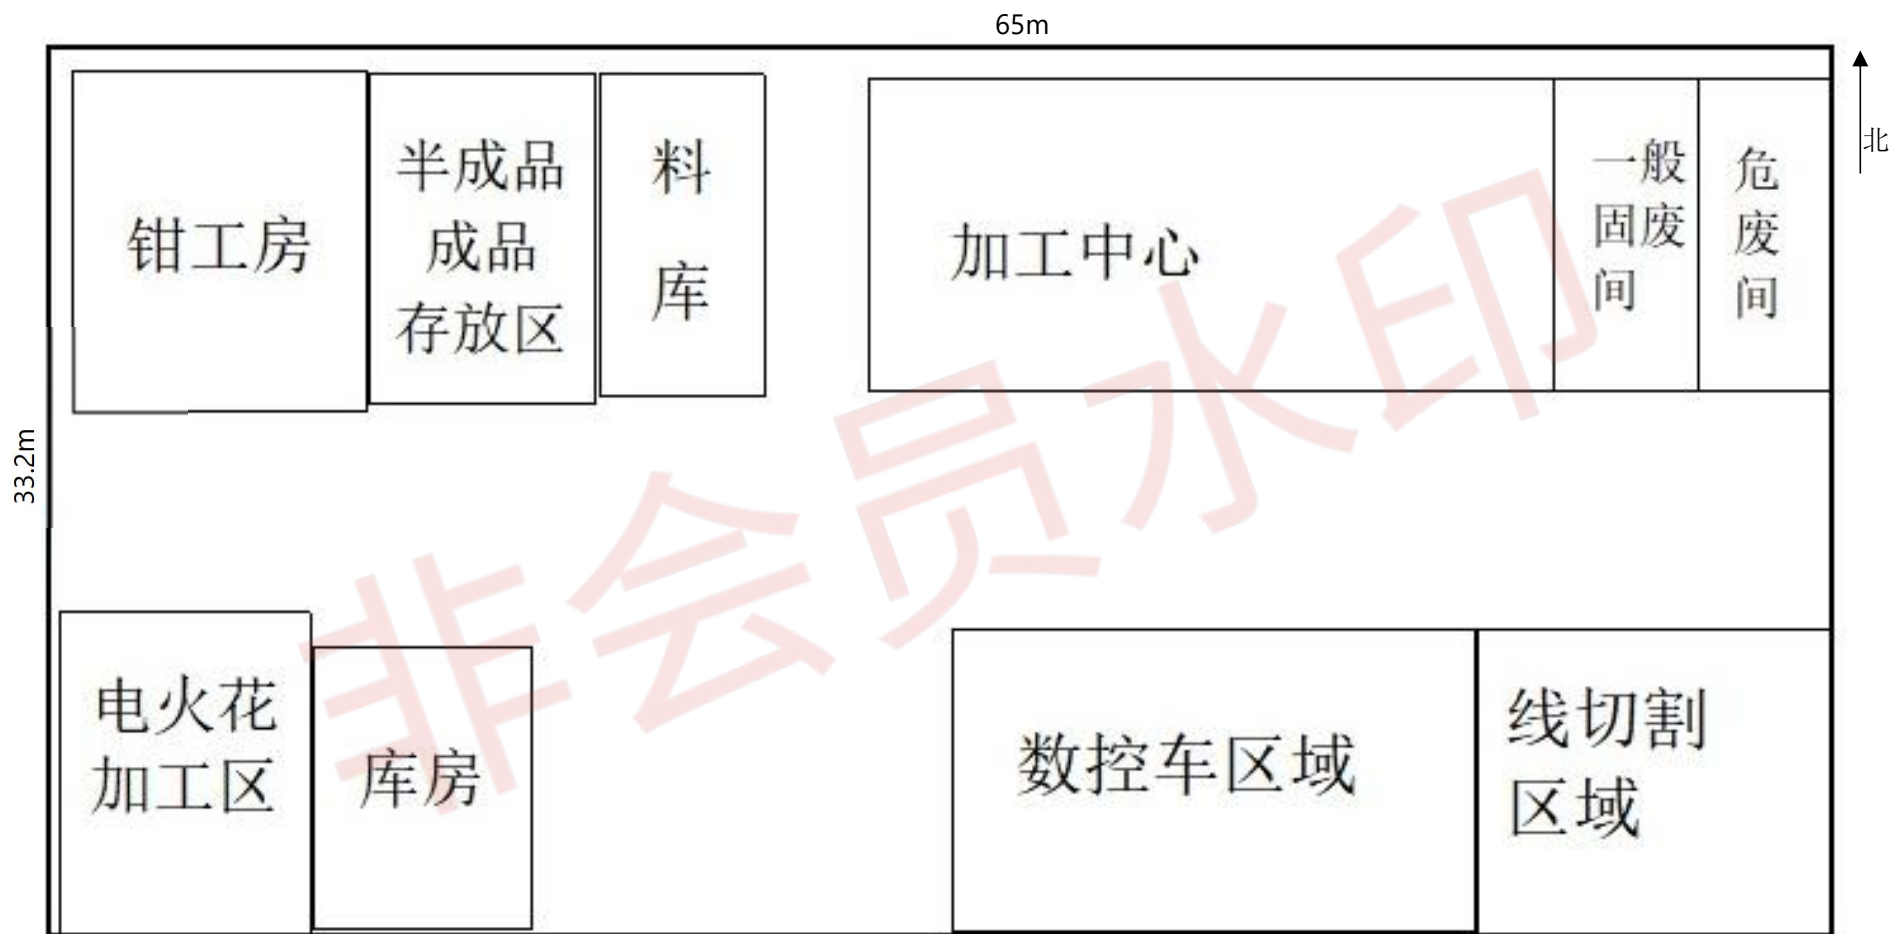 65m
北
33.2m
钳工房
半成品
成品
存放区
料
库
加工中心
一般
固废
间
危
废
间
电火花
加工区
库房
数控车区域
线切割
区域
非会员水印